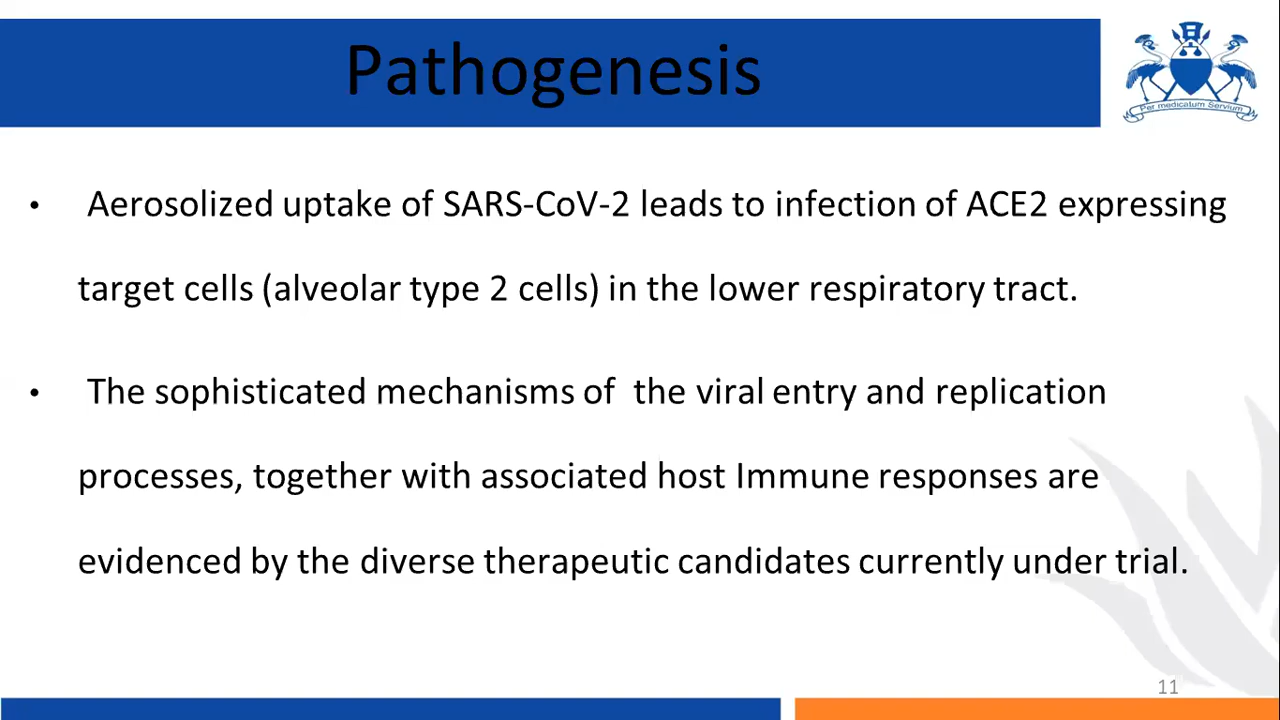 Pathogenesis
Per medicatum Servium
• Aerosolized uptake of SARS-CoV-2 leads to infection of ACE2 expressing
target cells (alveolar type 2 cells) in the lower respiratory tract.
• The sophisticated mechanisms of the viral entry and replication
processes, together with associated host Immune responses are
evidenced by the diverse therapeutic candidates currently under trial.
11